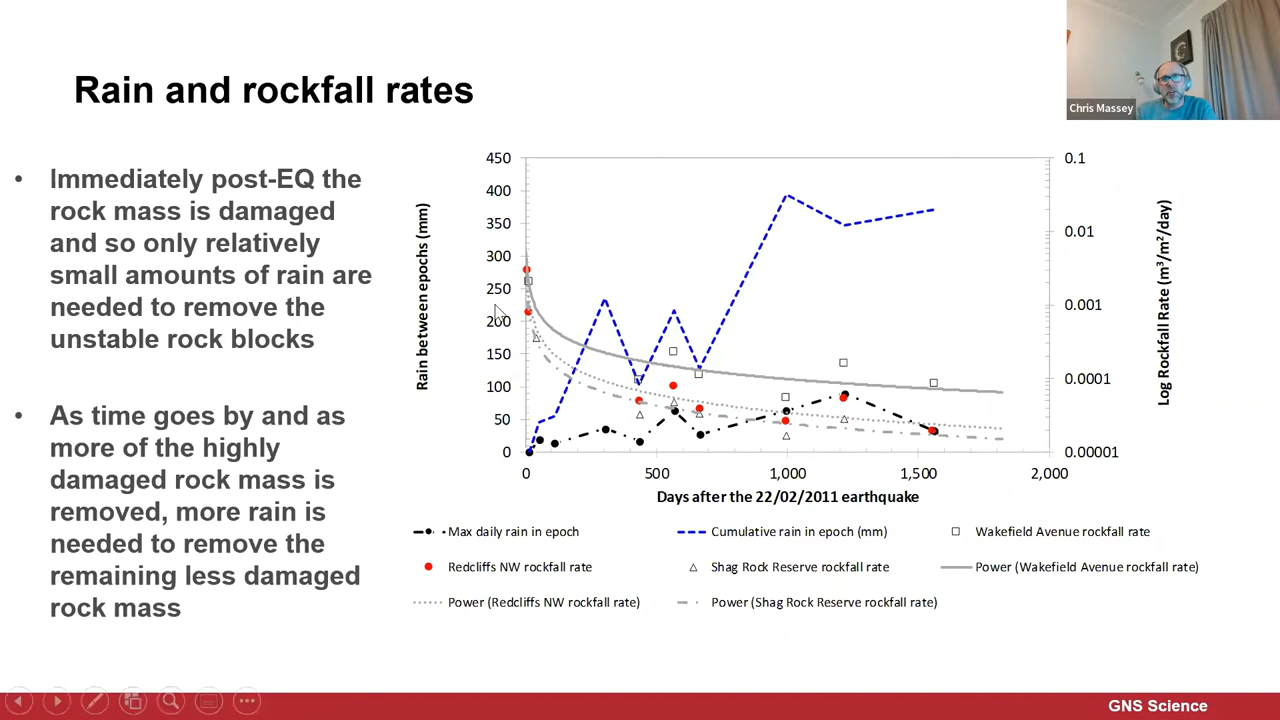 Rain and rockfall rates
Chris Massey
• Immediately post-EQ the
rock mass is damaged
and so only relatively
small amounts of rain are
needed to remove the
unstable rock blocks
• As time goes by and as
more of the highly
damaged rock mass is
removed, more rain is
needed to remove the
remaining less damaged
rock mass
Rain between epochs (mm)
450
400
350
300
250
200
150
100
50
0
0.1
0.01
0.001
0.0001
0.00001
Log Rockfall Rate (m³/m²/day)
0 500 1,000 1,500 2,000
Days after the 22/02/2011 earthquake
Max daily rain in epoch
Cumulative rain in epoch (mm)
Wakefield Avenue rockfall rate
Redcliffs NW rockfall rate
Shag Rock Reserve rockfall rate
Power (Wakefield Avenue rockfall rate)
Power (Redcliffs NW rockfall rate)
Power (Shag Rock Reserve rockfall rate)
GNS Science